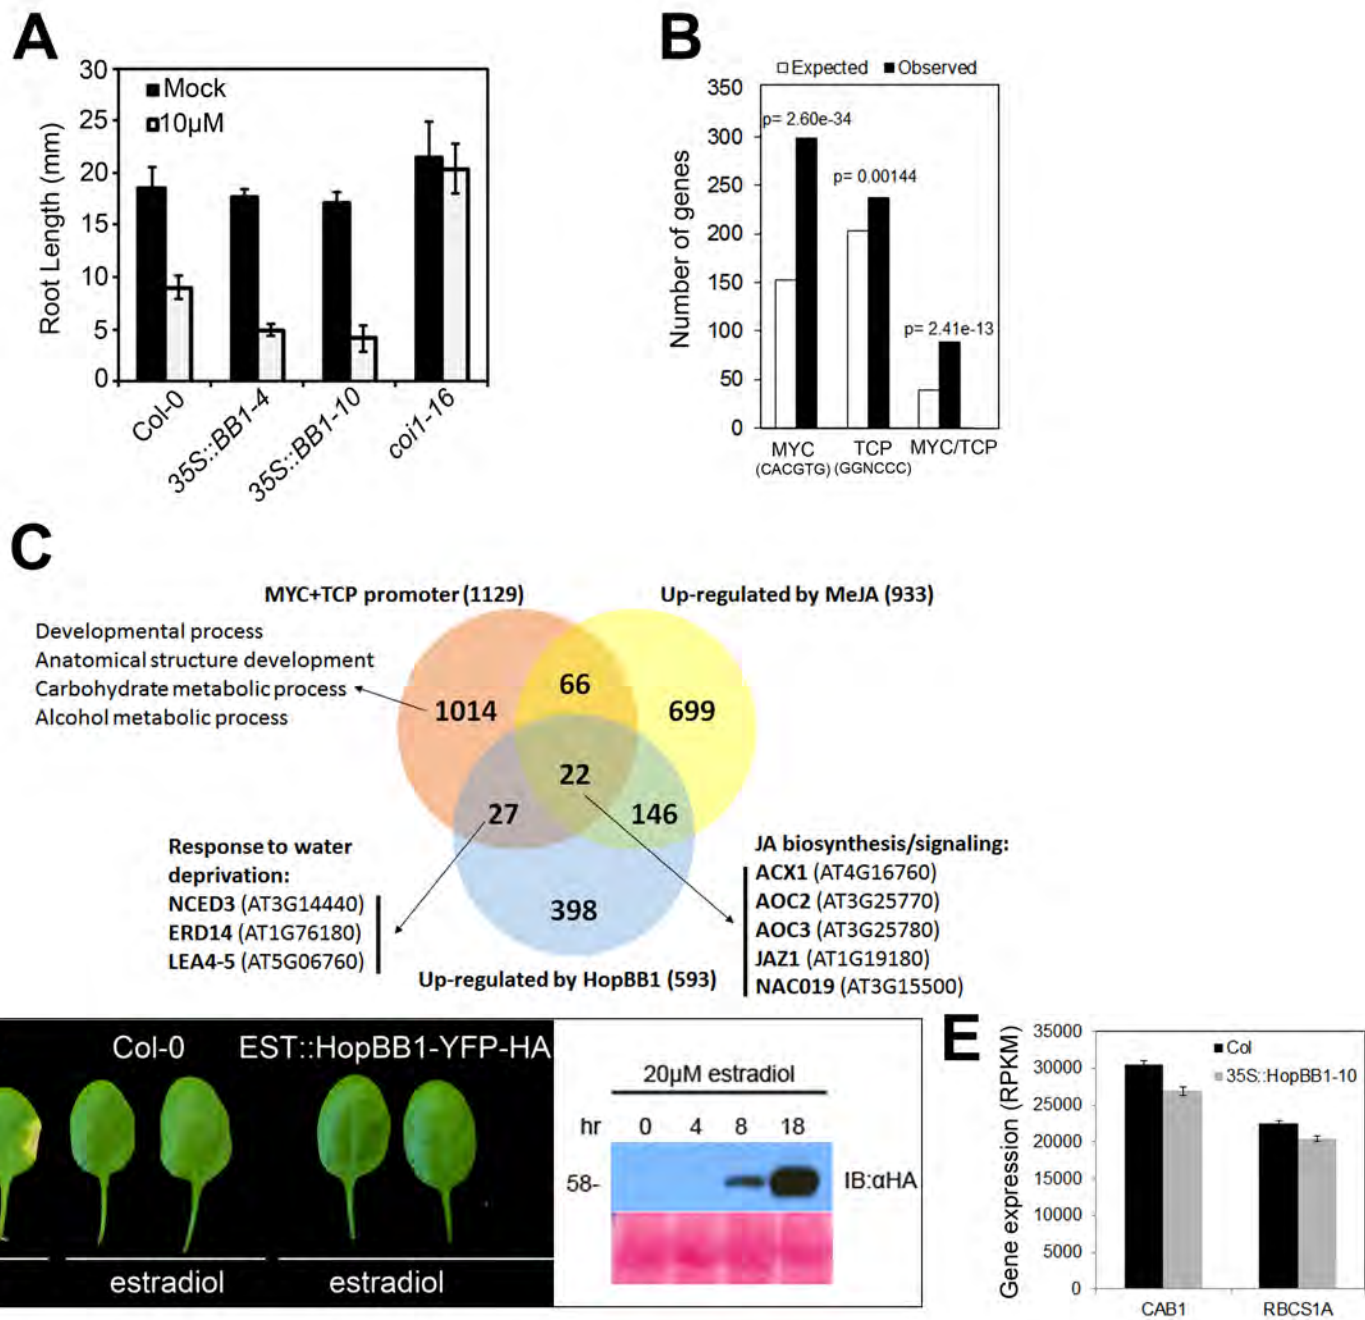 A
30
25
20
15
10
5
0
Root Length (mm)
Mock
10µM
Col-0
35S::BB1-4
35S::BB1-10
coi1-16
B
Expected
Observed
350
300
250
200
150
100
50
0
Number of genes
p= 2.60e-34
p= 0.00144
p= 2.41e-13
MYC
TCP
MYC/TCP
(CACGTG)
(GGNCCC)
C
MYC+TCP promoter (1129)
Up-regulated by MeJA (933)
Developmental process
Anatomical structure development
Carbohydrate metabolic process
Alcohol metabolic process
66
1014
699
22
27
146
398
Response to water
deprivation:
NCED3 (AT3G14440)
ERD14 (AT1G76180)
LEA4-5 (AT5G06760)
JA biosynthesis/signaling:
ACX1 (AT4G16760)
AOC2 (AT3G25770)
AOC3 (AT3G25780)
JAZ1 (AT1G19180)
NAC019 (AT3G15500)
Up-regulated by HopBB1 (593)
Col-0
EST::HopBB1-YFP-HA
estradiol
estradiol
20µM estradiol
hr 0 4 8 18
58-
IB:αHA
E
35000
30000
25000
20000
15000
10000
5000
0
Gene expression (RPKM)
Col
35S::HopBB1-10
CAB1
RBCS1A